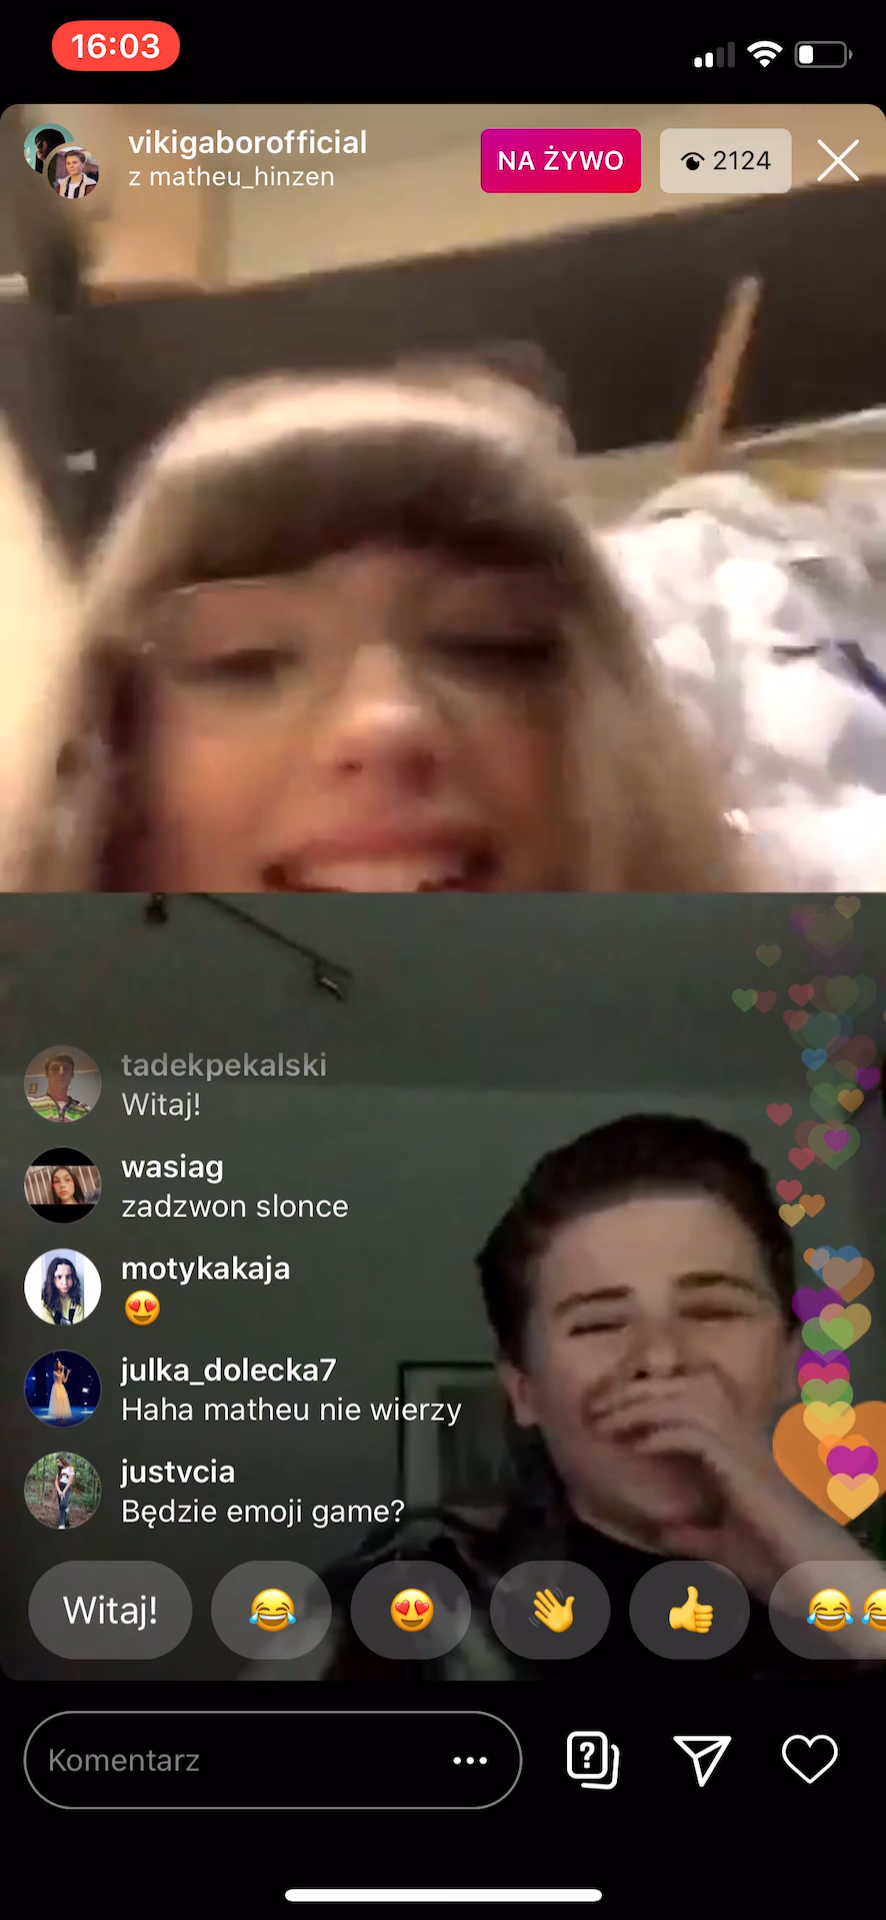 16:03
vikigaborofficial
z matheu_hinzen
NA ŻYWO
2124
tadekpekalski
Witaj!
wasiag
zadzwon slonce
motykakaja
😍
julka_dolecka7
Haha matheu nie wierzy
justvcia
Będzie emoji game?
Witaj! 😂 😍 👋 👍 😂😂
Komentarz